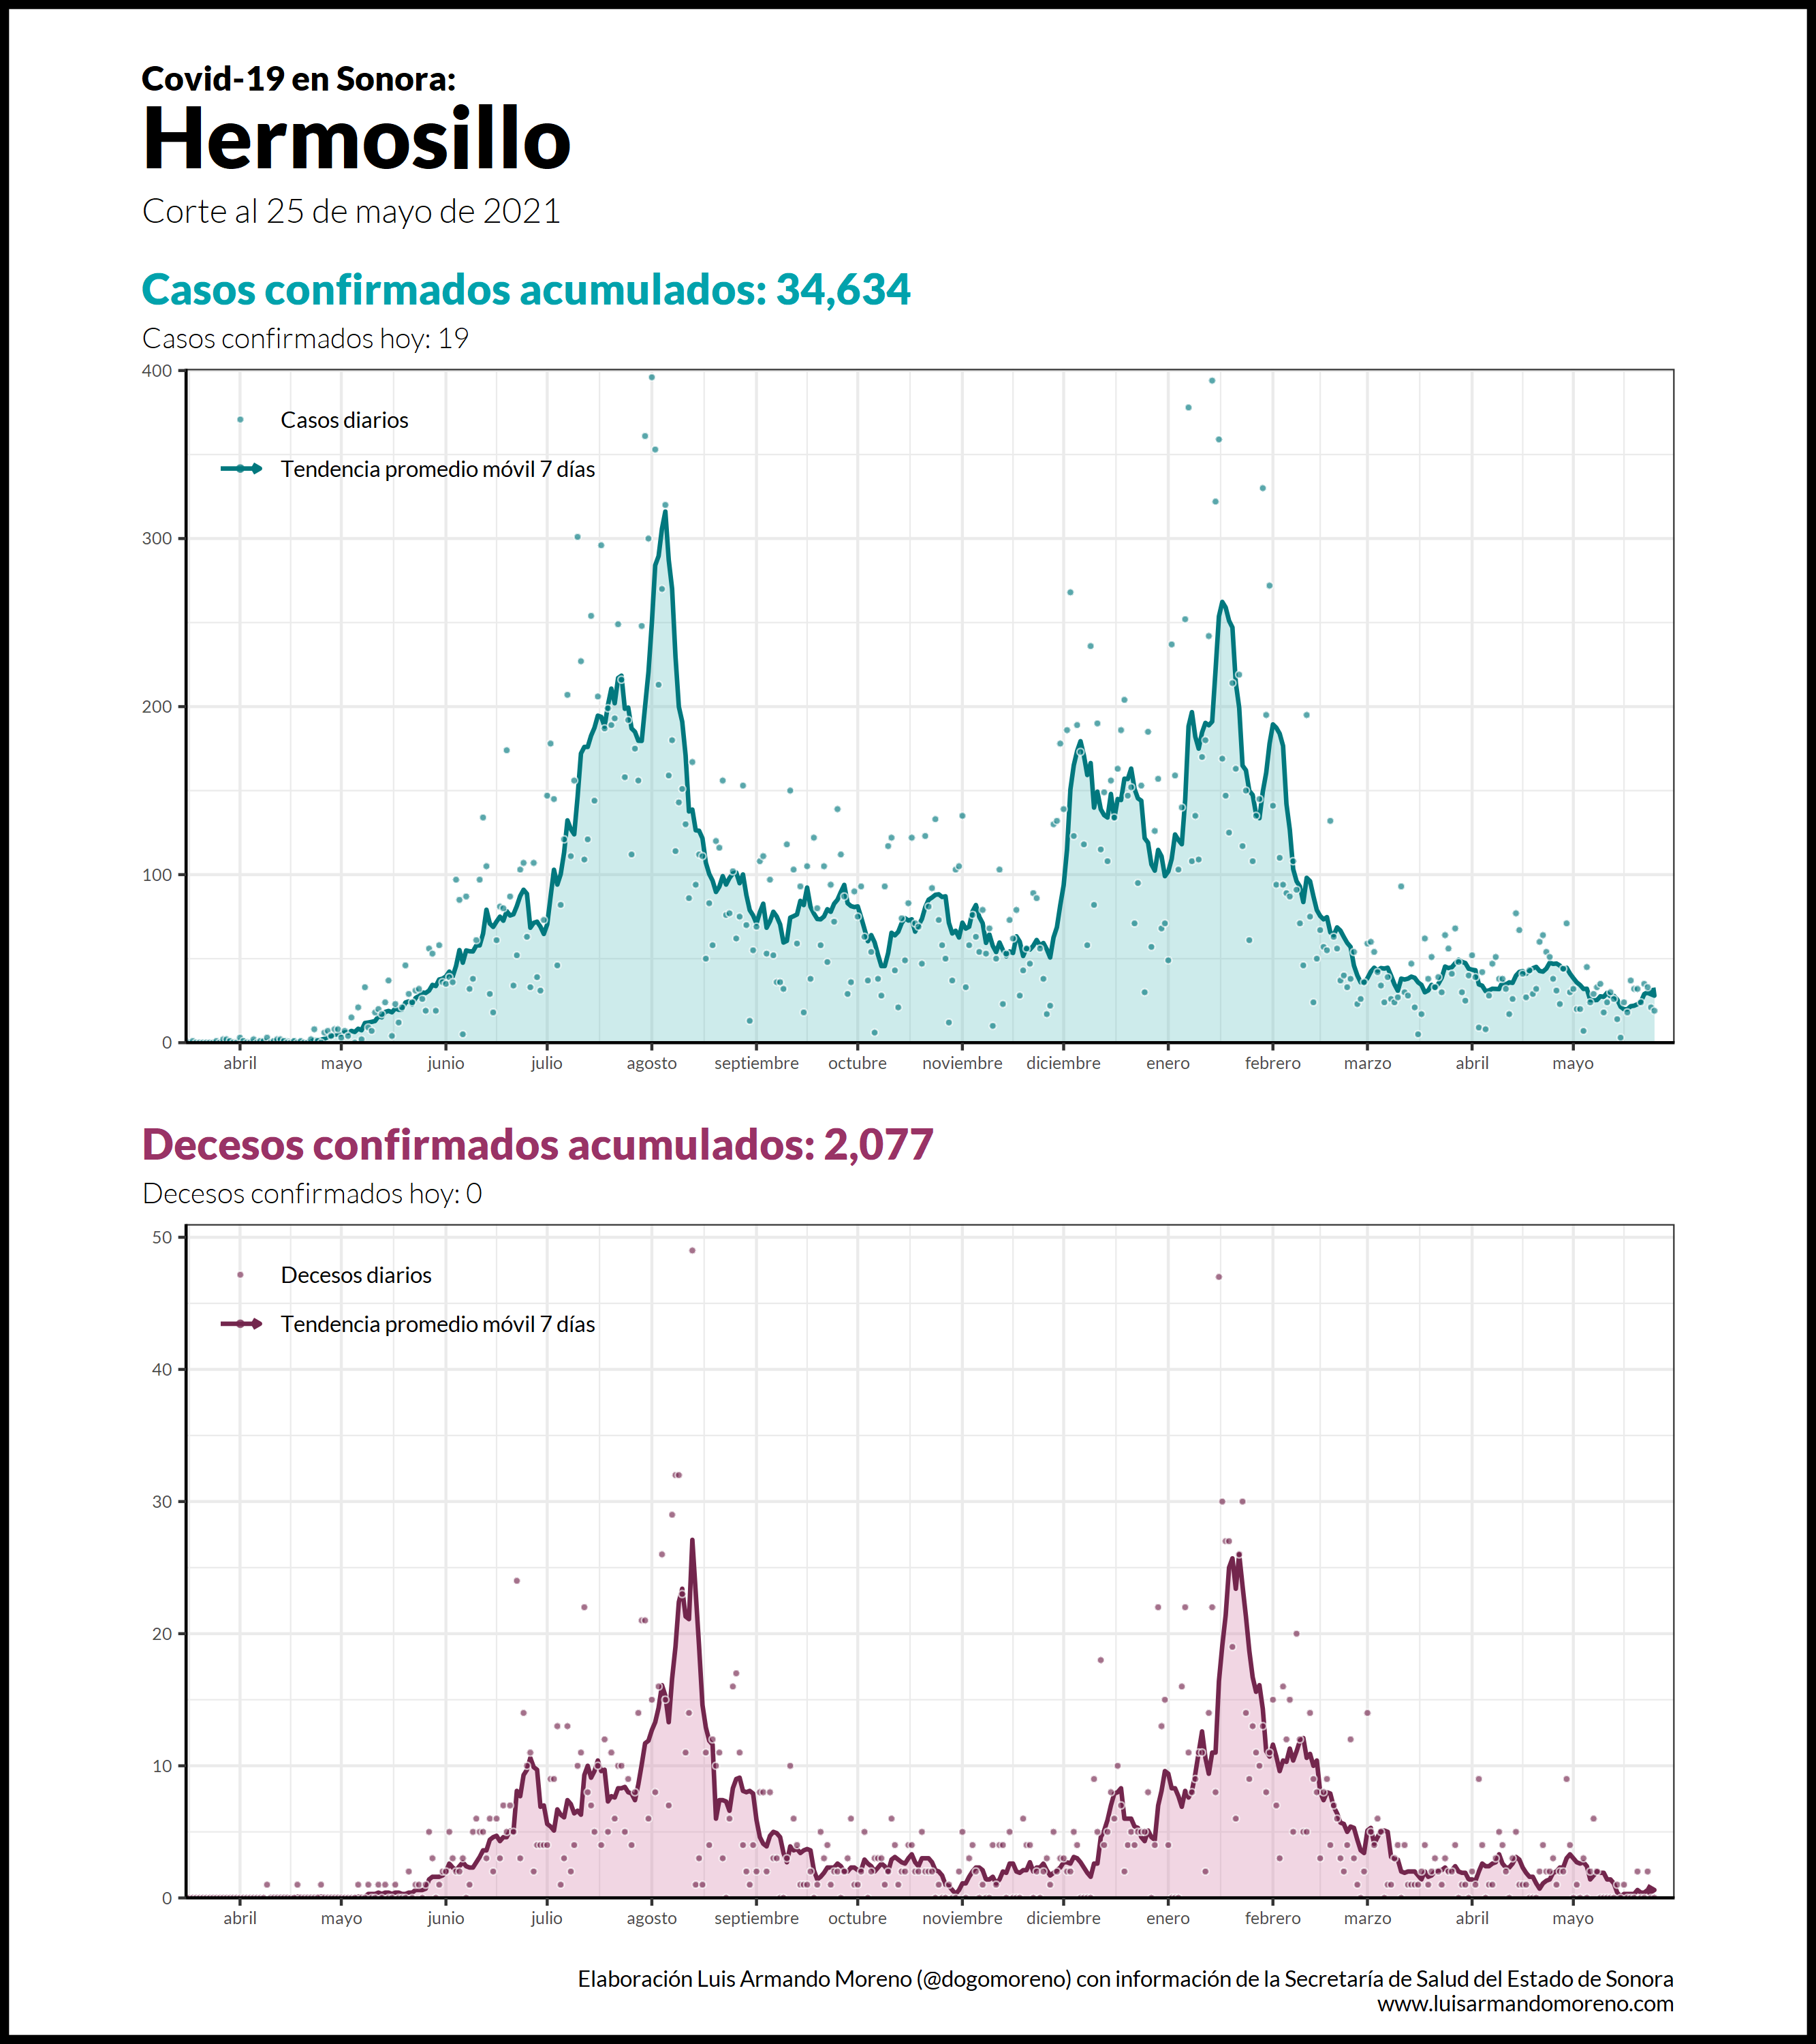 Covid-19 en Sonora:
Hermosillo
Corte al 25 de mayo de 2021
Casos confirmados acumulados: 34,634
Casos confirmados hoy: 19
400
300
200
100
0
Casos diarios
Tendencia promedio móvil 7 días
abril mayo junio julio agosto septiembre octubre noviembre diciembre enero febrero marzo abril mayo
Decesos confirmados acumulados: 2,077
Decesos confirmados hoy: 0
50
40
30
20
10
0
Decesos diarios
Tendencia promedio móvil 7 días
abril mayo junio julio agosto septiembre octubre noviembre diciembre enero febrero marzo abril mayo
Elaboración Luis Armando Moreno (@dogomoreno) con información de la Secretaría de Salud del Estado de Sonora
www.luisarmandomoreno.com